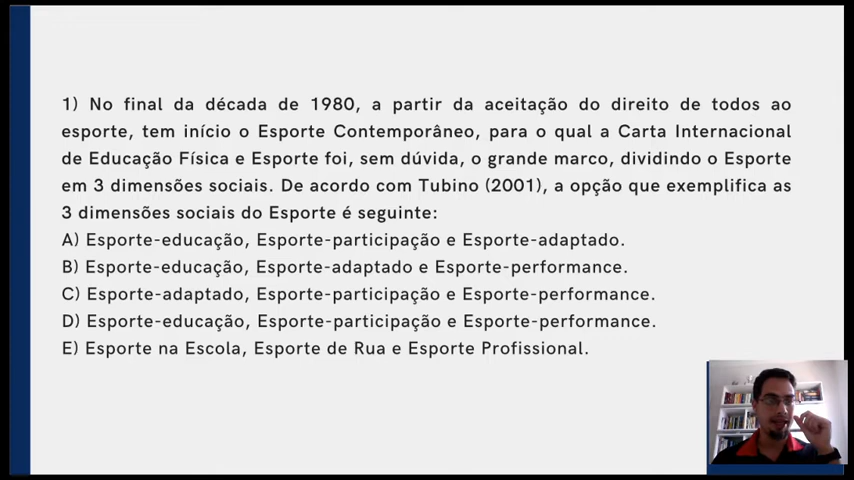 1) No final da década de 1980, a partir da aceitação do direito de todos ao
esporte, tem início o Esporte Contemporâneo, para o qual a Carta Internacional
de Educação Física e Esporte foi, sem dúvida, o grande marco, dividindo o Esporte
em 3 dimensões sociais. De acordo com Tubino (2001), a opção que exemplifica as
3 dimensões sociais do Esporte é seguinte:
A) Esporte-educação, Esporte-participação e Esporte-adaptado.
B) Esporte-educação, Esporte-adaptado e Esporte-performance.
C) Esporte-adaptado, Esporte-participação e Esporte-performance.
D) Esporte-educação, Esporte-participação e Esporte-performance.
E) Esporte na Escola, Esporte de Rua e Esporte Profissional.